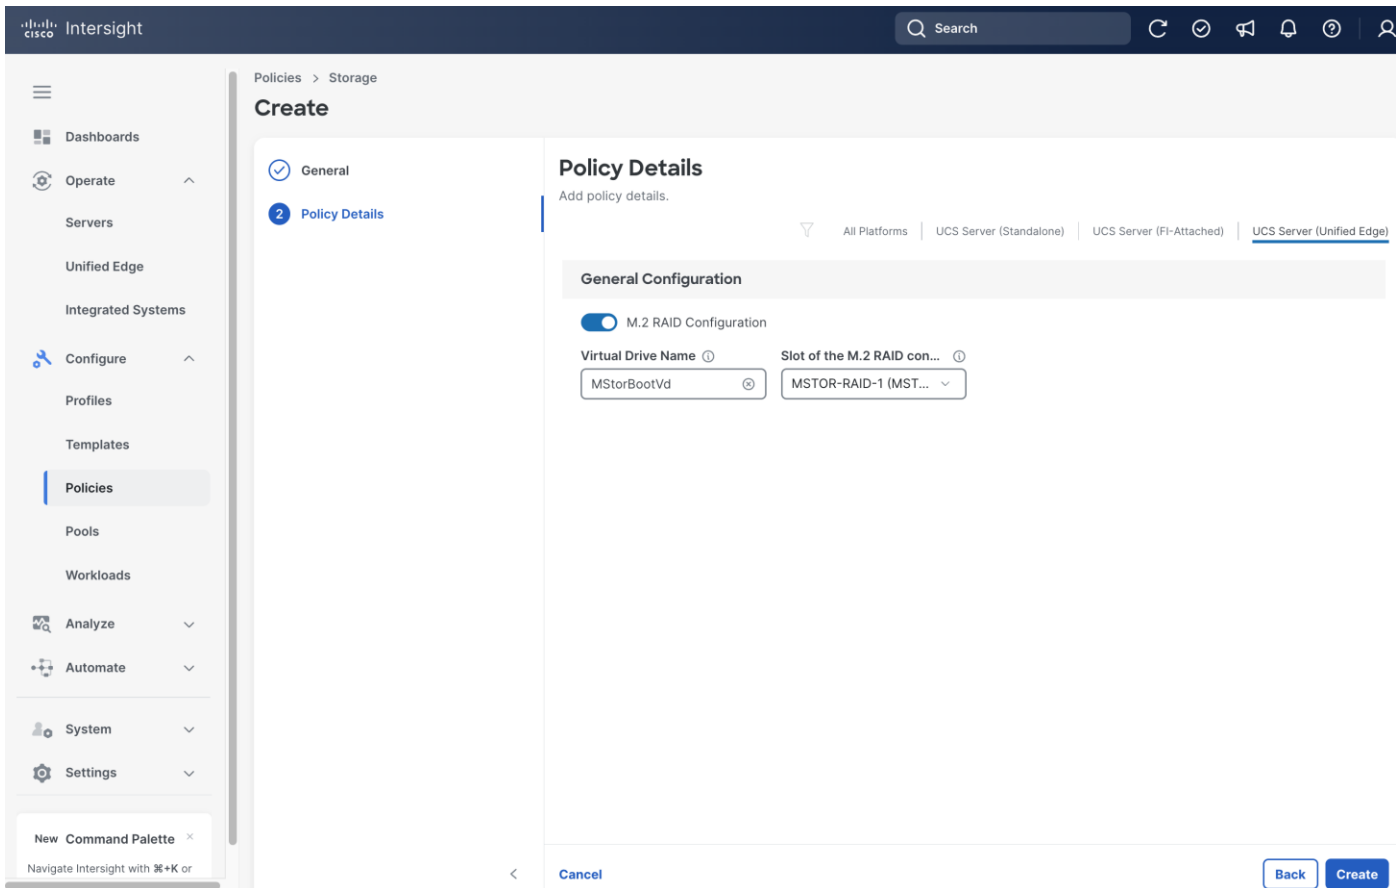 cisco Intersight
Search
Policies > Storage
Create
Dashboards
Operate
Servers
Unified Edge
Integrated Systems
Configure
Profiles
Templates
Policies
Pools
Workloads
Analyze
Automate
System
Settings
New Command Palette
Navigate Intersight with ⌘+K or
General
2 Policy Details
Policy Details
Add policy details.
All Platforms | UCS Server (Standalone) | UCS Server (FI-Attached) | UCS Server (Unified Edge)
General Configuration
M.2 RAID Configuration
Virtual Drive Name Slot of the M.2 RAID con...
MStorBootVd MSTOR-RAID-1 (MST...
Cancel Back Create